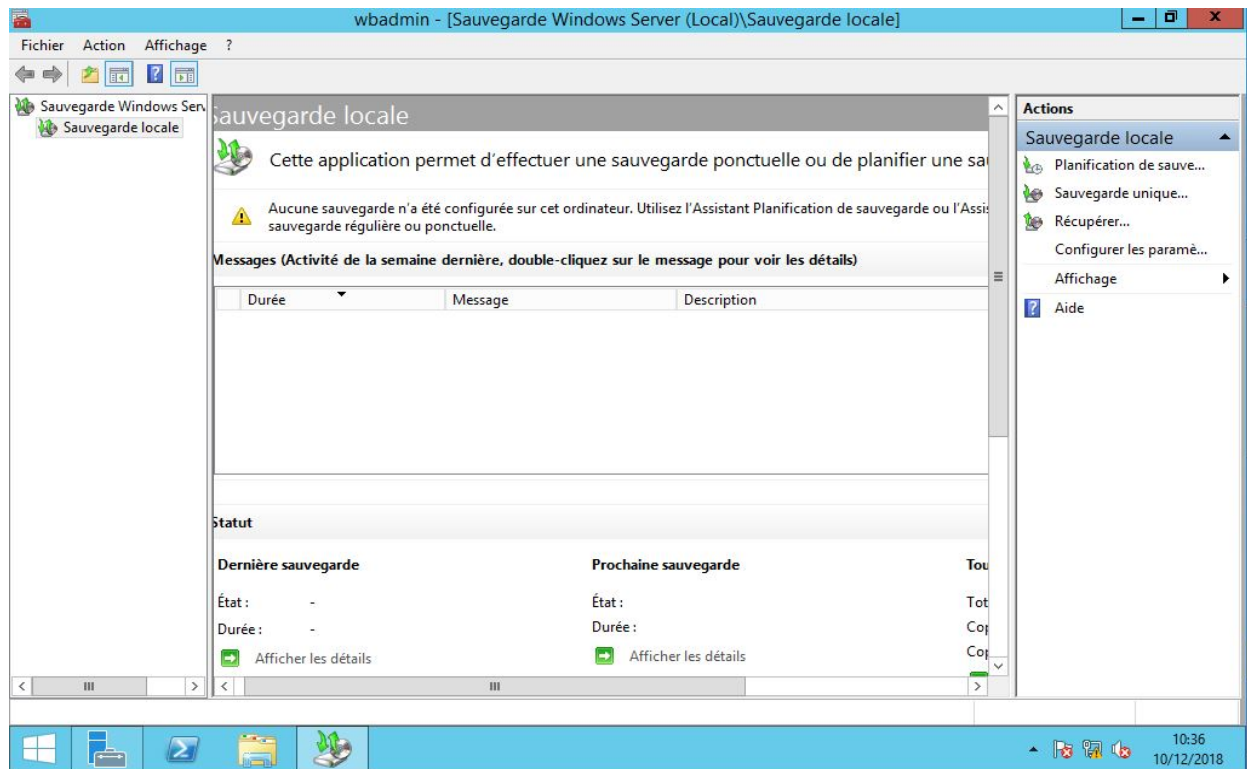 wbadmin - [Sauvegarde Windows Server (Local)\Sauvegarde locale]
Fichier Action Affichage ?
Sauvegarde Windows Serv
Sauvegarde locale
Sauvegarde locale
Cette application permet d'effectuer une sauvegarde ponctuelle ou de planifier une sa
Aucune sauvegarde n'a été configurée sur cet ordinateur. Utilisez l'Assistant Planification de sauvegarde ou l'Assis
sauvegarde régulière ou ponctuelle.
Messages (Activité de la semaine dernière, double-cliquez sur le message pour voir les détails)
Durée Message Description
Statut
Dernière sauvegarde
État : -
Durée : -
Afficher les détails
Prochaine sauvegarde
État :
Durée :
Afficher les détails
Tou
Tot
Cop
Cop
Actions
Sauvegarde locale
Planification de sauve...
Sauvegarde unique...
Récupérer...
Configurer les paramè...
Affichage
Aide
10:36
10/12/2018